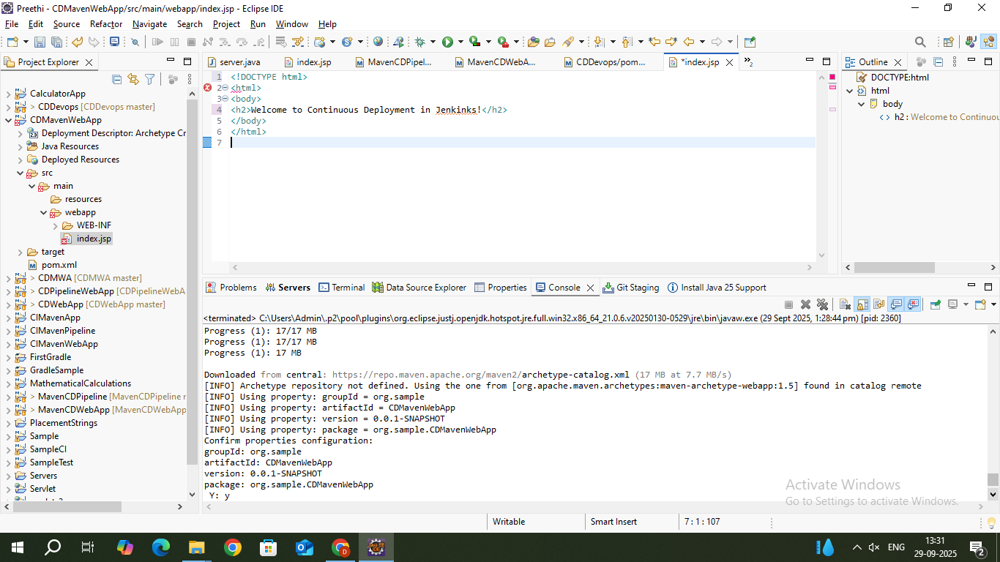 Preethi - CDMavenWebApp/src/main/webapp/index.jsp - Eclipse IDE
File Edit Source Refactor Navigate Search Project Run Window Help
Project Explorer
CalculatorApp
> CDDevops [CDDevops master]
CDMavenWebApp
Deployment Descriptor: Archetype Cr
Java Resources
Deployed Resources
src
main
resources
webapp
WEB-INF
index.jsp
target
pom.xml
> CDMWA [CDMWA master]
> CDPipelineWebApp [CDPipelineWebA
> CDWebApp [CDWebApp master]
CIMavenApp
CIMavenPipeline
CIMavenWebApp
FirstGradle
GradleSample
MathematicalCalculations
> MavenCDPipeline [MavenCDPipeline r
> MavenCDWebApp [MavenCDWebApp
PlacementStrings
Sample
SampleCI
SampleTest
Servers
Servlet
server.java index.jsp MavenCDPipel... MavenCDWebA... CDDevops/pom... *index.jsp »2
1 <!DOCTYPE html>
2 <html>
3 <body>
4 <h2>Welcome to Continuous Deployment in Jenkinks!</h2>
5 </body>
6 </html>
7
Outline
DOCTYPE:html
html
body
h2 : Welcome to Continuou
Problems Servers Terminal Data Source Explorer Properties Console Git Staging Install Java 25 Support
<terminated> C:\Users\Admin\.p2\pool\plugins\org.eclipse.justj.openjdk.hotspot.jre.full.win32.x86_64_21.0.6.v20250130-0529\jre\bin\javaw.exe (29 Sept 2025, 1:28:44 pm) [pid: 2360]
Progress (1): 17/17 MB
Progress (1): 17/17 MB
Progress (1): 17 MB
Downloaded from central: https://repo.maven.apache.org/maven2/archetype-catalog.xml (17 MB at 7.7 MB/s)
[INFO] Archetype repository not defined. Using the one from [org.apache.maven.archetypes:maven-archetype-webapp:1.5] found in catalog remote
[INFO] Using property: groupId = org.sample
[INFO] Using property: artifactId = CDMavenWebApp
[INFO] Using property: version = 0.0.1-SNAPSHOT
[INFO] Using property: package = org.sample.CDMavenWebApp
Confirm properties configuration:
groupId: org.sample
artifactId: CDMavenWebApp
version: 0.0.1-SNAPSHOT
package: org.sample.CDMavenWebApp
Y: y
Activate Windows
Go to Settings to activate Windows.
Writable Smart Insert 7 : 1 : 107
ENG 13:31
29-09-2025
2